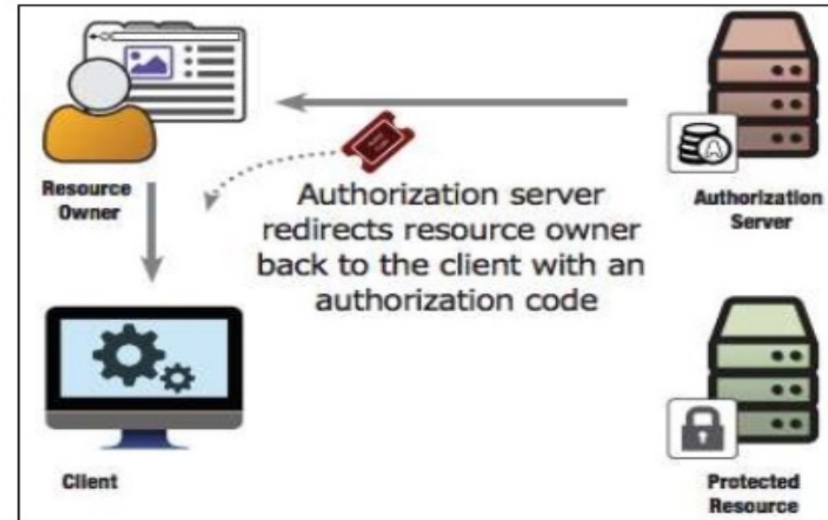 Resource
Owner
Authorization server
redirects resource owner
back to the client with an
authorization code
Authorization
Server
A
Client
Protected
Resource